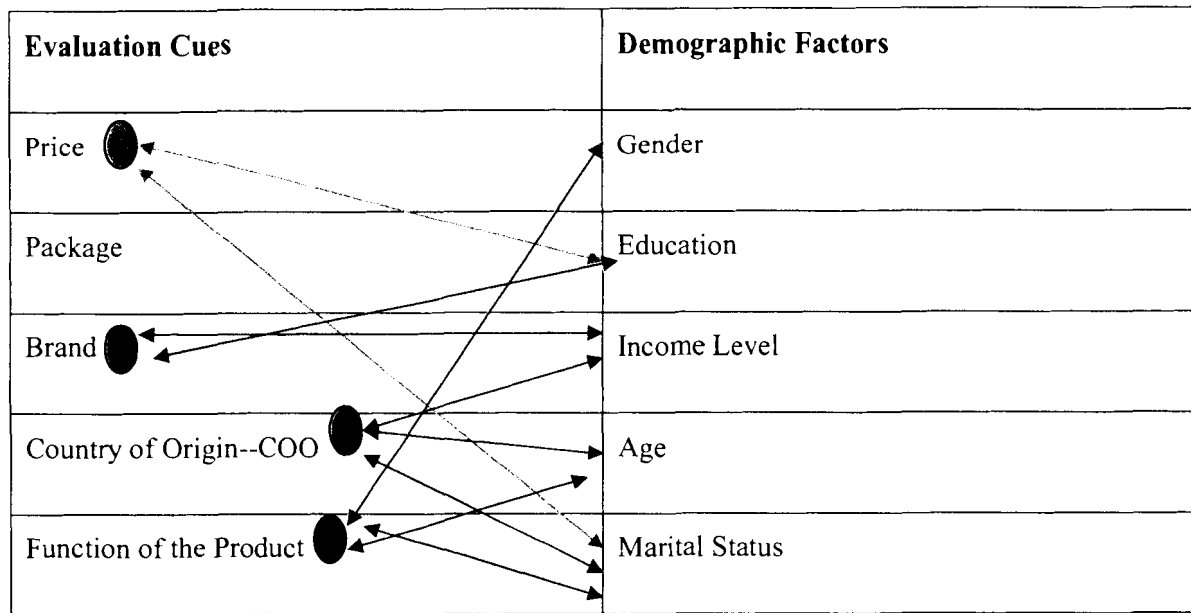 Evaluation Cues
Demographic Factors
Price
Gender
Package
Education
Brand
Income Level
Country of Origin--COO
Age
Function of the Product
Marital Status